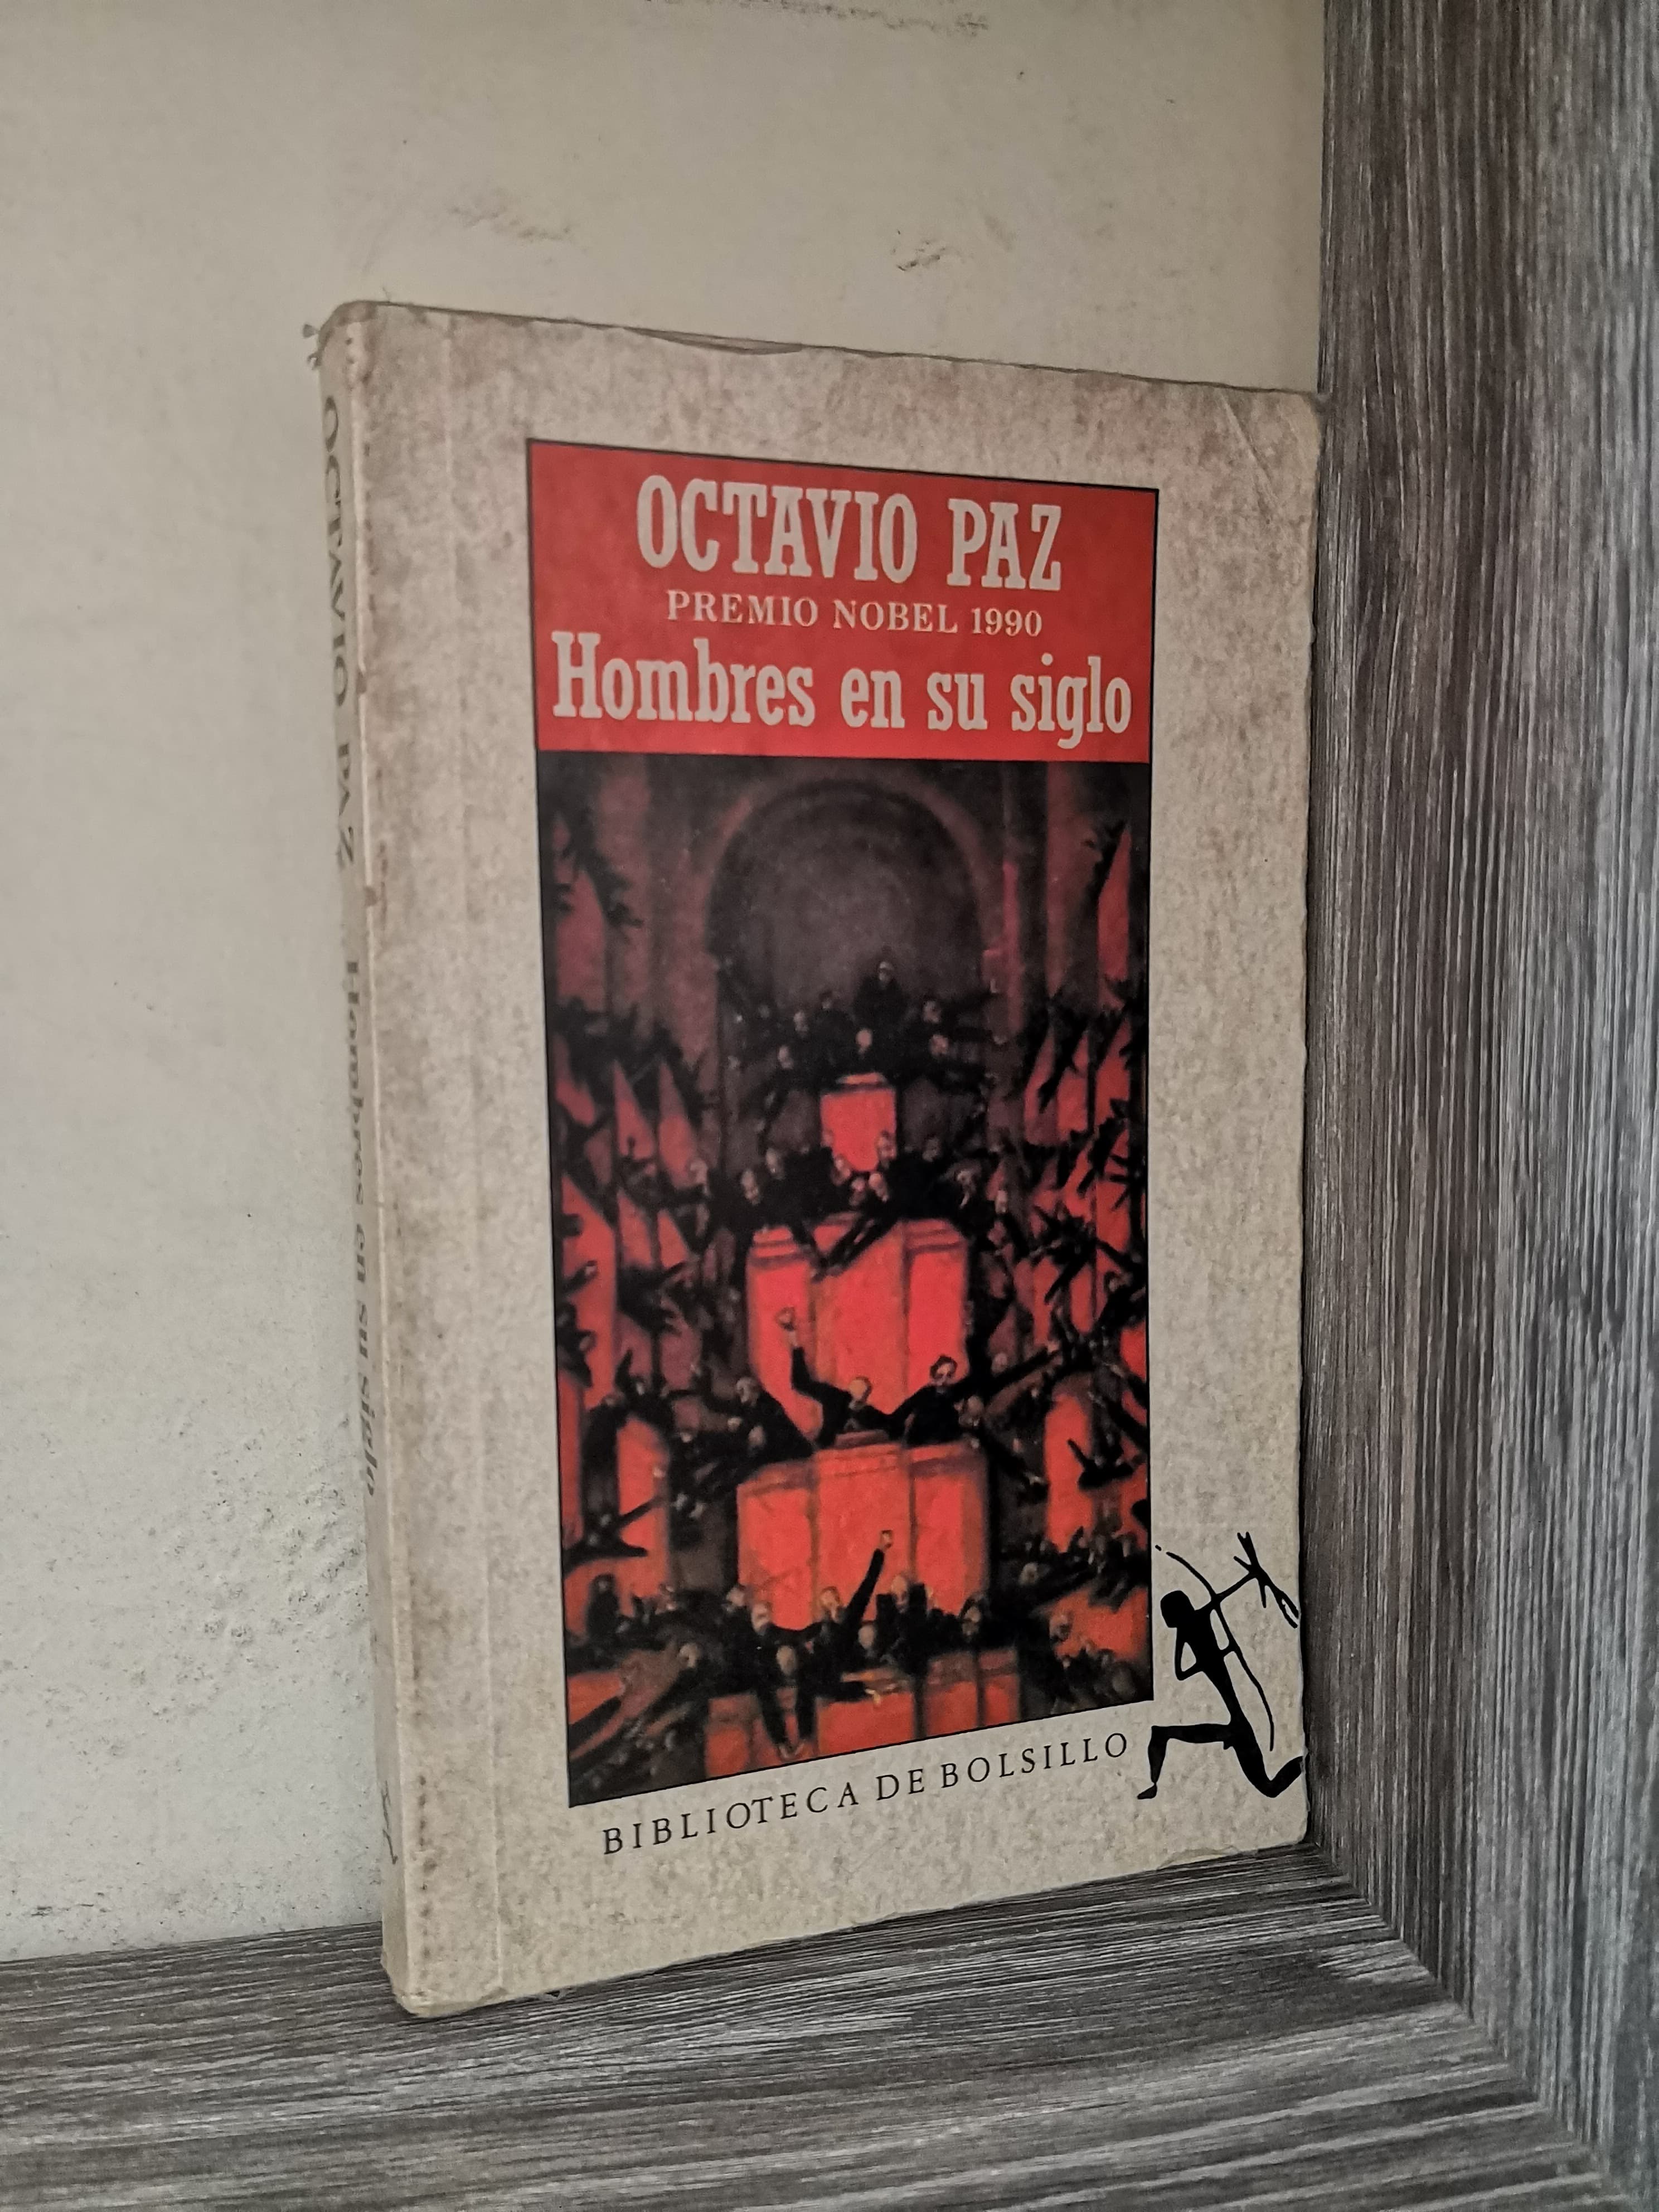 OCTAVIO PAZ
PREMIO NOBEL 1990
Hombres en su siglo
BIBLIOTECA DE BOLSILLO
OCTAVIO PAZ Hombres en su siglo